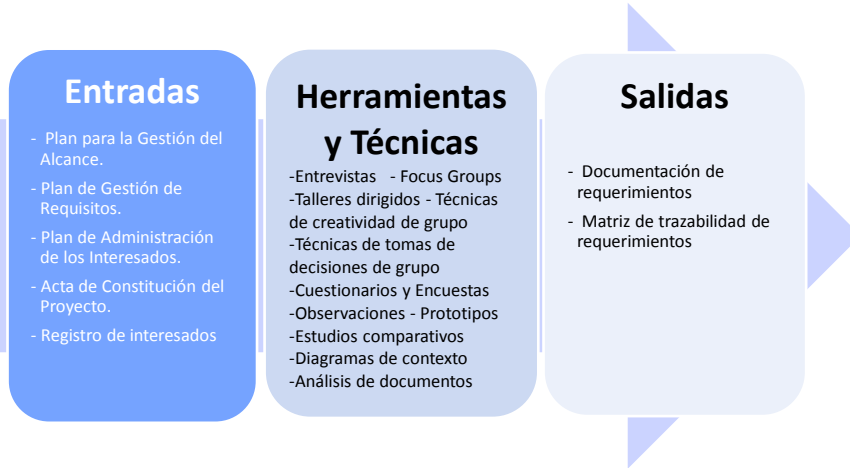 Entradas
- Plan para la Gestión del
Alcance.
- Plan de Gestión de
Requisitos.
- Plan de Administración
de los Interesados.
- Acta de Constitución del
Proyecto.
- Registro de interesados
Herramientas
y Técnicas
-Entrevistas - Focus Groups
-Talleres dirigidos - Técnicas
de creatividad de grupo
-Técnicas de tomas de
decisiones de grupo
-Cuestionarios y Encuestas
-Observaciones - Prototipos
-Estudios comparativos
-Diagramas de contexto
-Análisis de documentos
Salidas
- Documentación de
requerimientos
- Matriz de trazabilidad de
requerimientos